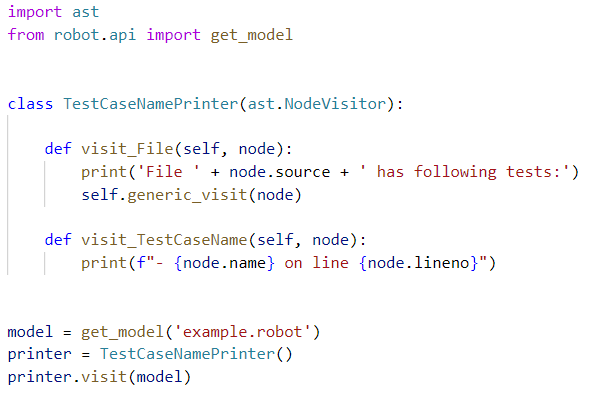 import ast
from robot.api import get_model
class TestCaseNamePrinter(ast.NodeVisitor):
def visit_File(self, node):
print('File ' + node.source + ' has following tests:')
self.generic_visit(node)
def visit_TestCaseName(self, node):
print(f"- {node.name} on line {node.lineno}")
model = get_model('example.robot')
printer = TestCaseNamePrinter()
printer.visit(model)